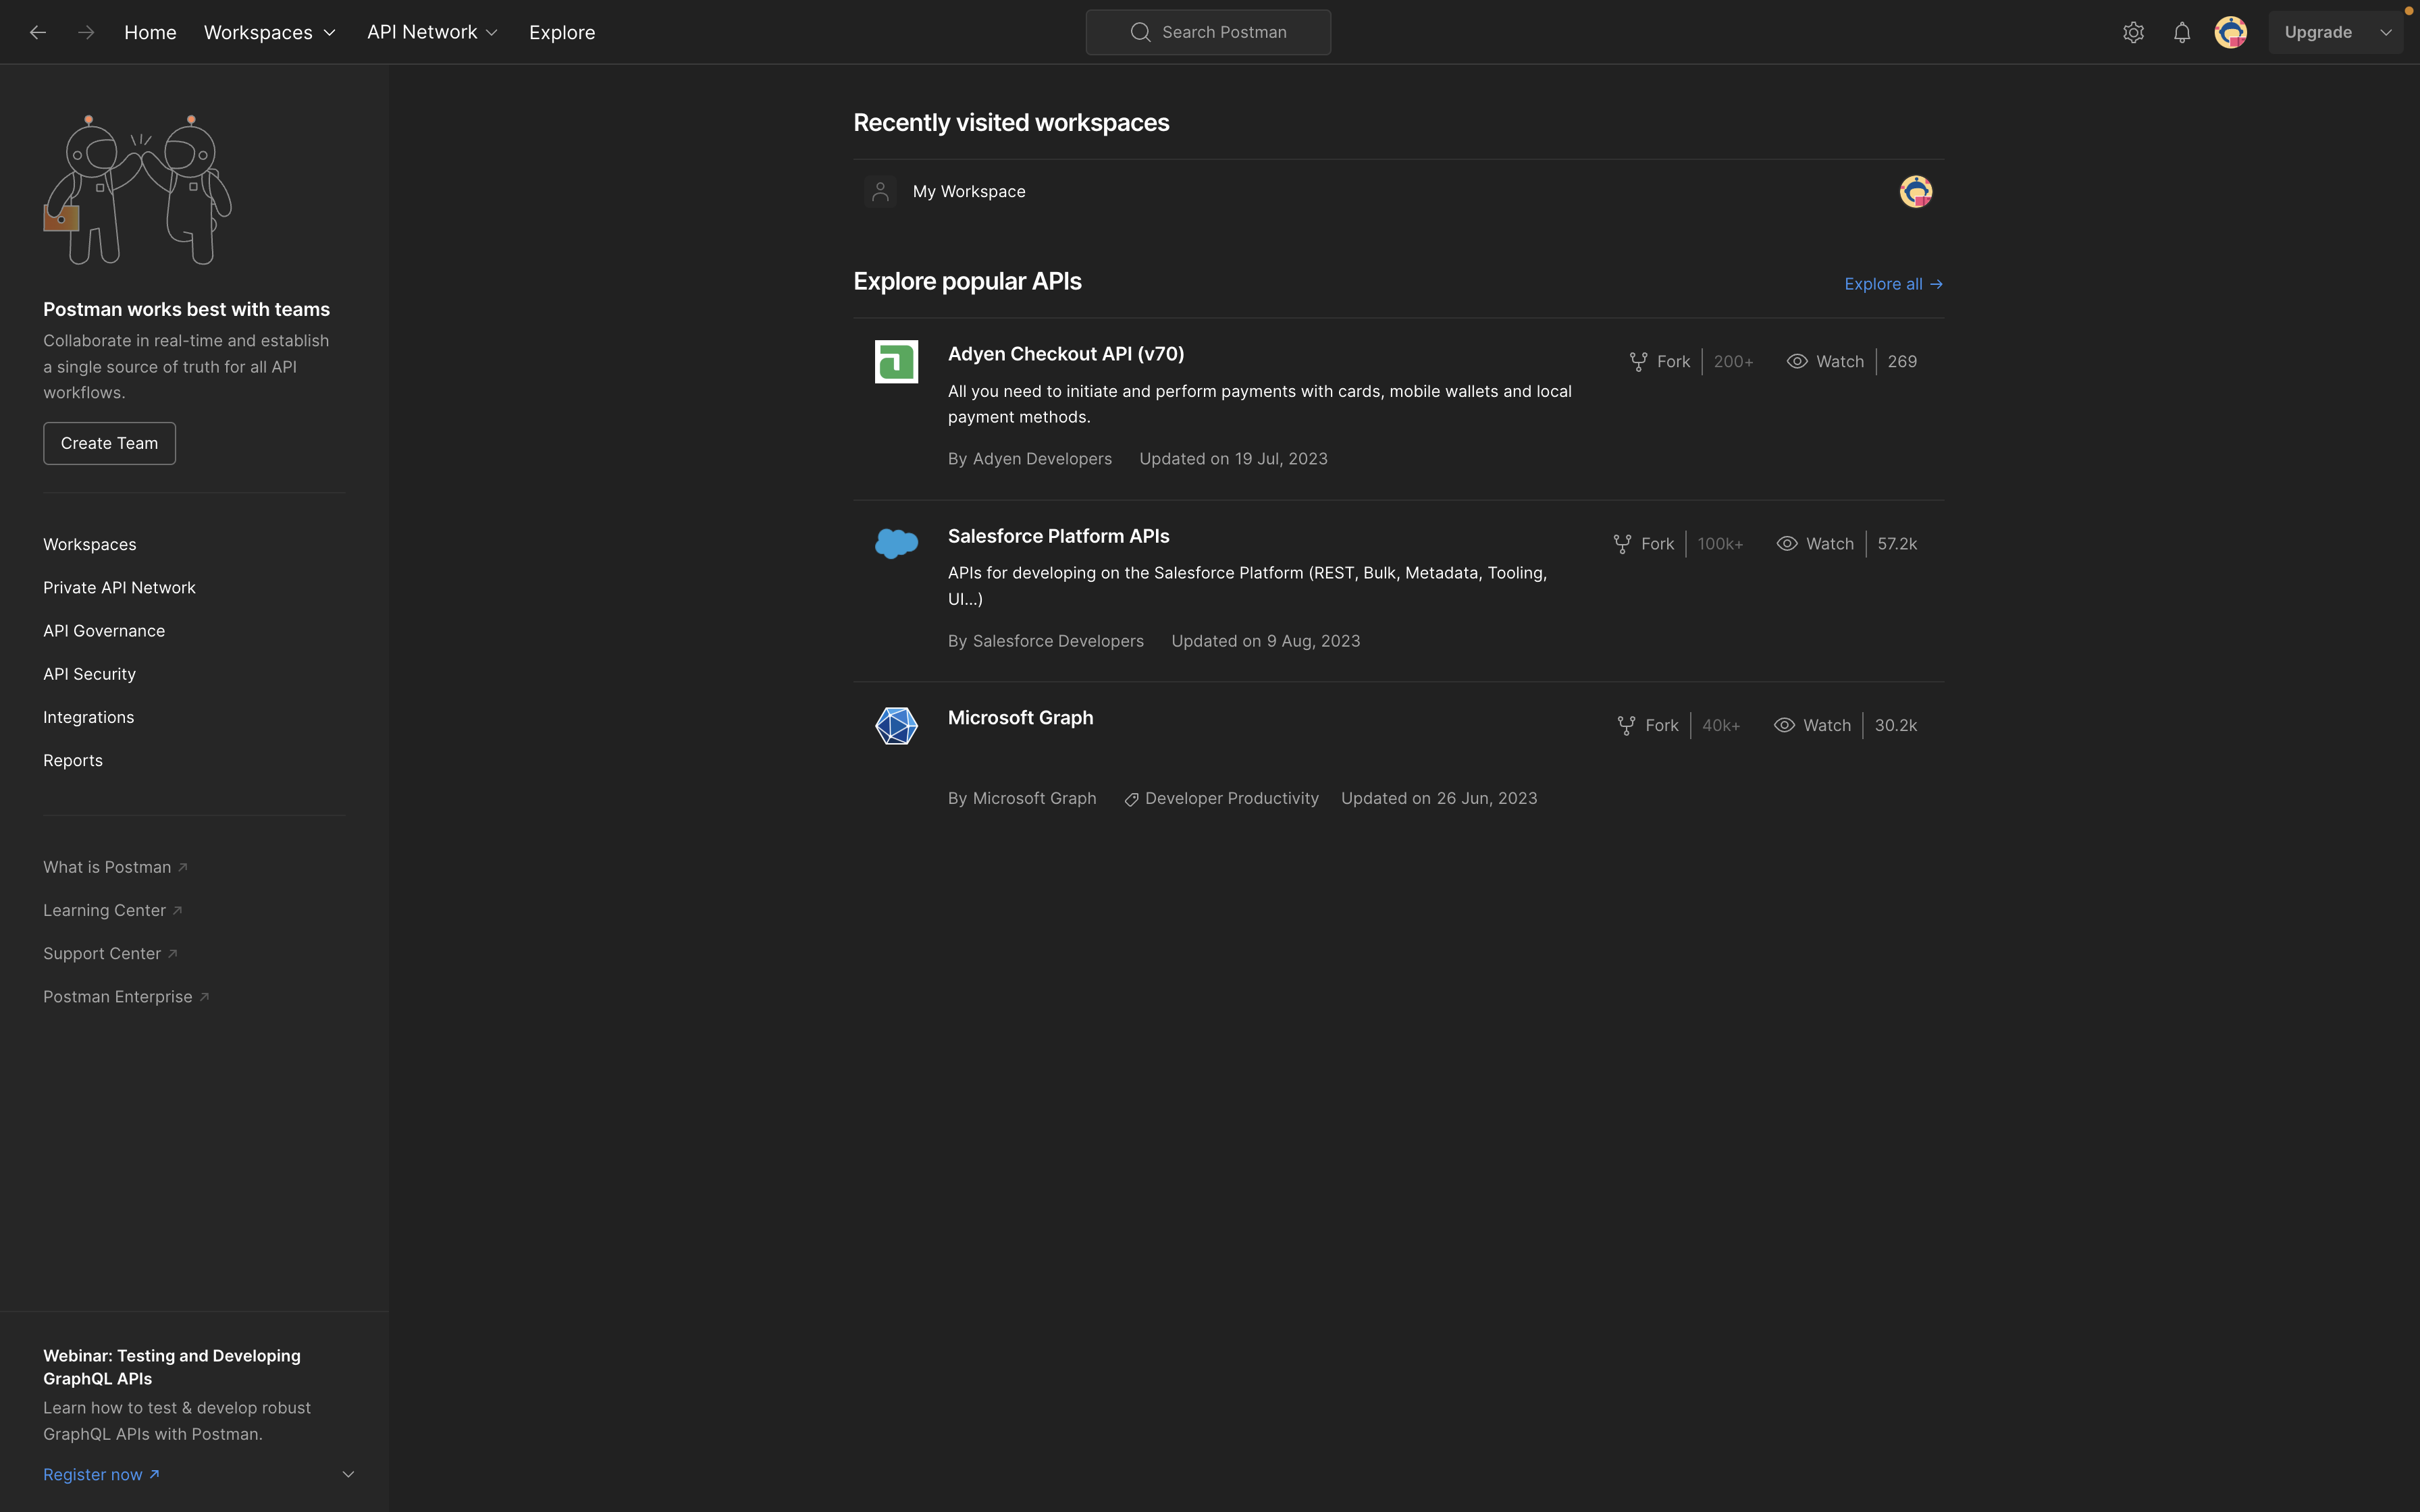 Home Workspaces API Network Explore Search Postman Upgrade
Postman works best with teams
Collaborate in real-time and establish
a single source of truth for all API
workflows.
Create Team
Workspaces
Private API Network
API Governance
API Security
Integrations
Reports
What is Postman
Learning Center
Support Center
Postman Enterprise
Webinar: Testing and Developing
GraphQL APIs
Learn how to test & develop robust
GraphQL APIs with Postman.
Register now
Recently visited workspaces
My Workspace
Explore popular APIs Explore all
Adyen Checkout API (v70) Fork 200+ Watch 269
All you need to initiate and perform payments with cards, mobile wallets and local
payment methods.
By Adyen Developers Updated on 19 Jul, 2023
Salesforce Platform APIs Fork 100k+ Watch 57.2k
APIs for developing on the Salesforce Platform (REST, Bulk, Metadata, Tooling,
UI...)
By Salesforce Developers Updated on 9 Aug, 2023
Microsoft Graph Fork 40k+ Watch 30.2k
By Microsoft Graph Developer Productivity Updated on 26 Jun, 2023